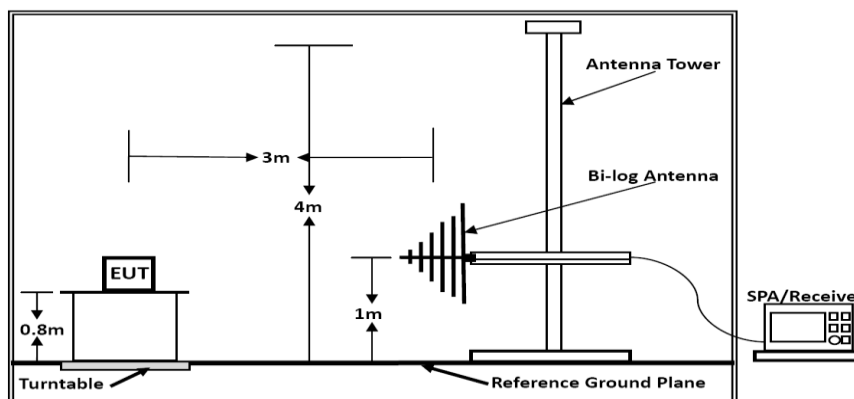 Antenna Tower
3m
Bi-log Antenna
4m
EUT
0.8m
1m
SPA/Receive
Turntable
Reference Ground Plane